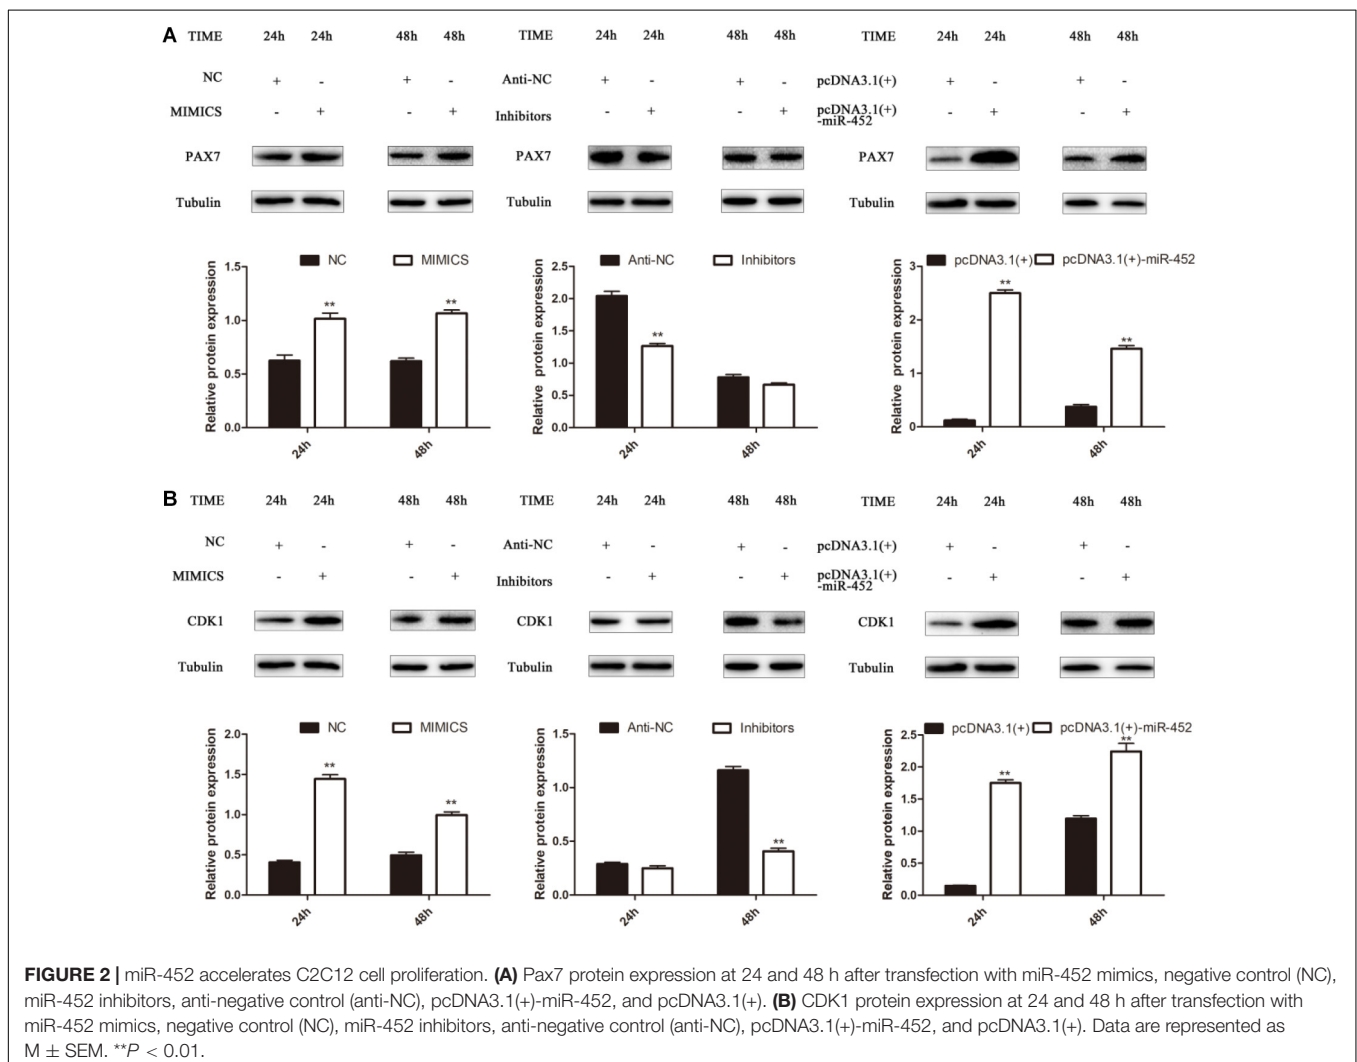 A TIME 24h 24h 48h 48h TIME 24h 24h 48h 48h TIME 24h 24h 48h 48h
NC + - + - Anti-NC + - + - pcDNA3.1(+) + - + -
MIMICS - + - + Inhibitors - + - + pcDNA3.1(+)
-miR-452 - + - +
PAX7 PAX7 PAX7
Tubulin Tubulin Tubulin
NC MIMICS
Relative protein expression
1.5
1.0
0.5
0.0
** **
24h 48h
Anti-NC Inhibitors
Relative protein expression
2.5
2.0
1.5
1.0
0.5
0.0
**
24h 48h
pcDNA3.1(+) pcDNA3.1(+)-miR-452
Relative protein expression
3
2
1
0
** **
24h 48h
B TIME 24h 24h 48h 48h TIME 24h 24h 48h 48h TIME 24h 24h 48h 48h
NC + - + - Anti-NC + - + - pcDNA3.1(+) + - + -
MIMICS - + - + Inhibitors - + - + pcDNA3.1(+)
-miR-452 - + - +
CDK1 CDK1 CDK1
Tubulin Tubulin Tubulin
NC MIMICS
Relative protein expression
2.0
1.5
1.0
0.5
0.0
** **
24h 48h
Anti-NC Inhibitors
Relative protein expression
1.5
1.0
0.5
0.0
**
24h 48h
pcDNA3.1(+) pcDNA3.1(+)-miR-452
Relative protein expression
2.5
2.0
1.5
1.0
0.5
0.0
** **
24h 48h
FIGURE 2 | miR-452 accelerates C2C12 cell proliferation. (A) Pax7 protein expression at 24 and 48 h after transfection with miR-452 mimics, negative control (NC),
miR-452 inhibitors, anti-negative control (anti-NC), pcDNA3.1(+)-miR-452, and pcDNA3.1(+). (B) CDK1 protein expression at 24 and 48 h after transfection with
miR-452 mimics, negative control (NC), miR-452 inhibitors, anti-negative control (anti-NC), pcDNA3.1(+)-miR-452, and pcDNA3.1(+). Data are represented as
M ± SEM. **P < 0.01.